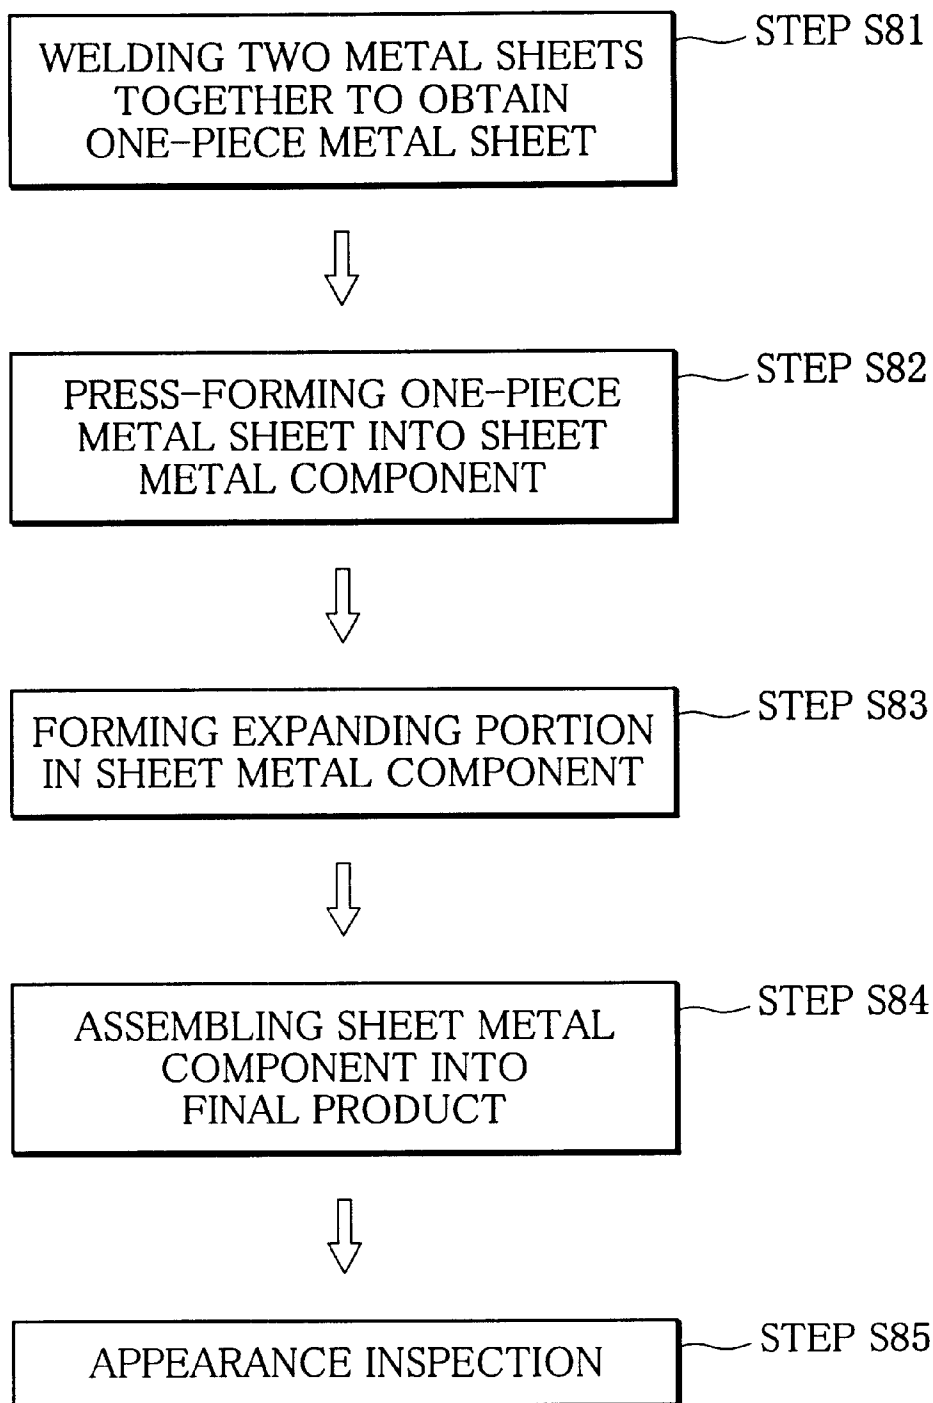 WELDING TWO METAL SHEETS
TOGETHER TO OBTAIN
ONE-PIECE METAL SHEET
STEP S81
PRESS-FORMING ONE-PIECE
METAL SHEET INTO SHEET
METAL COMPONENT
STEP S82
FORMING EXPANDING PORTION
IN SHEET METAL COMPONENT
STEP S83
ASSEMBLING SHEET METAL
COMPONENT INTO
FINAL PRODUCT
STEP S84
APPEARANCE INSPECTION
STEP S85